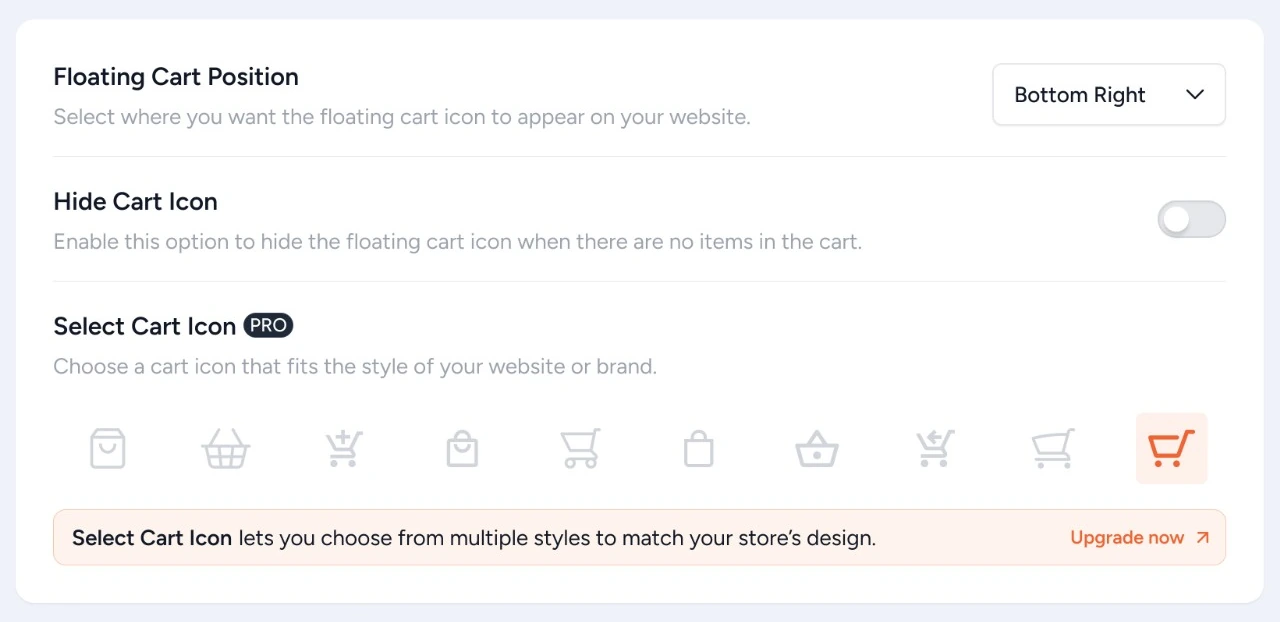 Floating Cart Position
Select where you want the floating cart icon to appear on your website.
Bottom Right
Hide Cart Icon
Enable this option to hide the floating cart icon when there are no items in the cart.
Select Cart Icon PRO
Choose a cart icon that fits the style of your website or brand.
Select Cart Icon lets you choose from multiple styles to match your store’s design.
Upgrade now